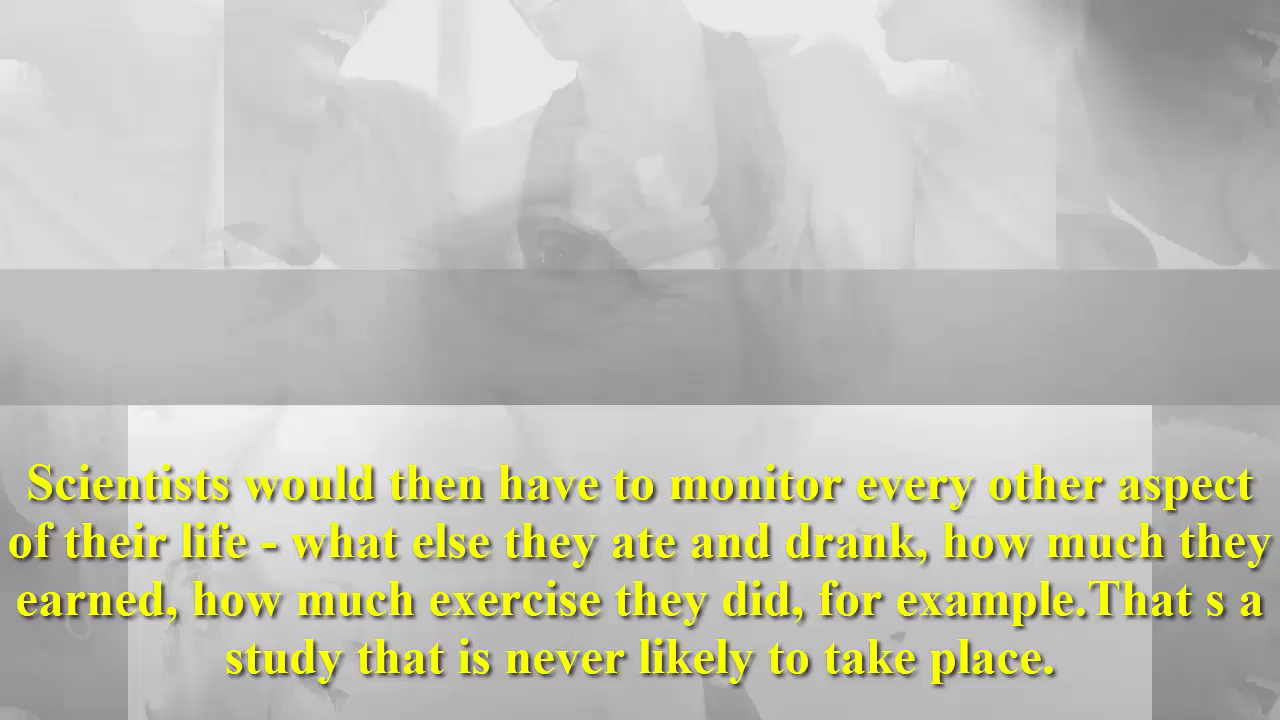 Scientists would then have to monitor every other aspect
of their life - what else they ate and drank, how much they
earned, how much exercise they did, for example.That s a
study that is never likely to take place.